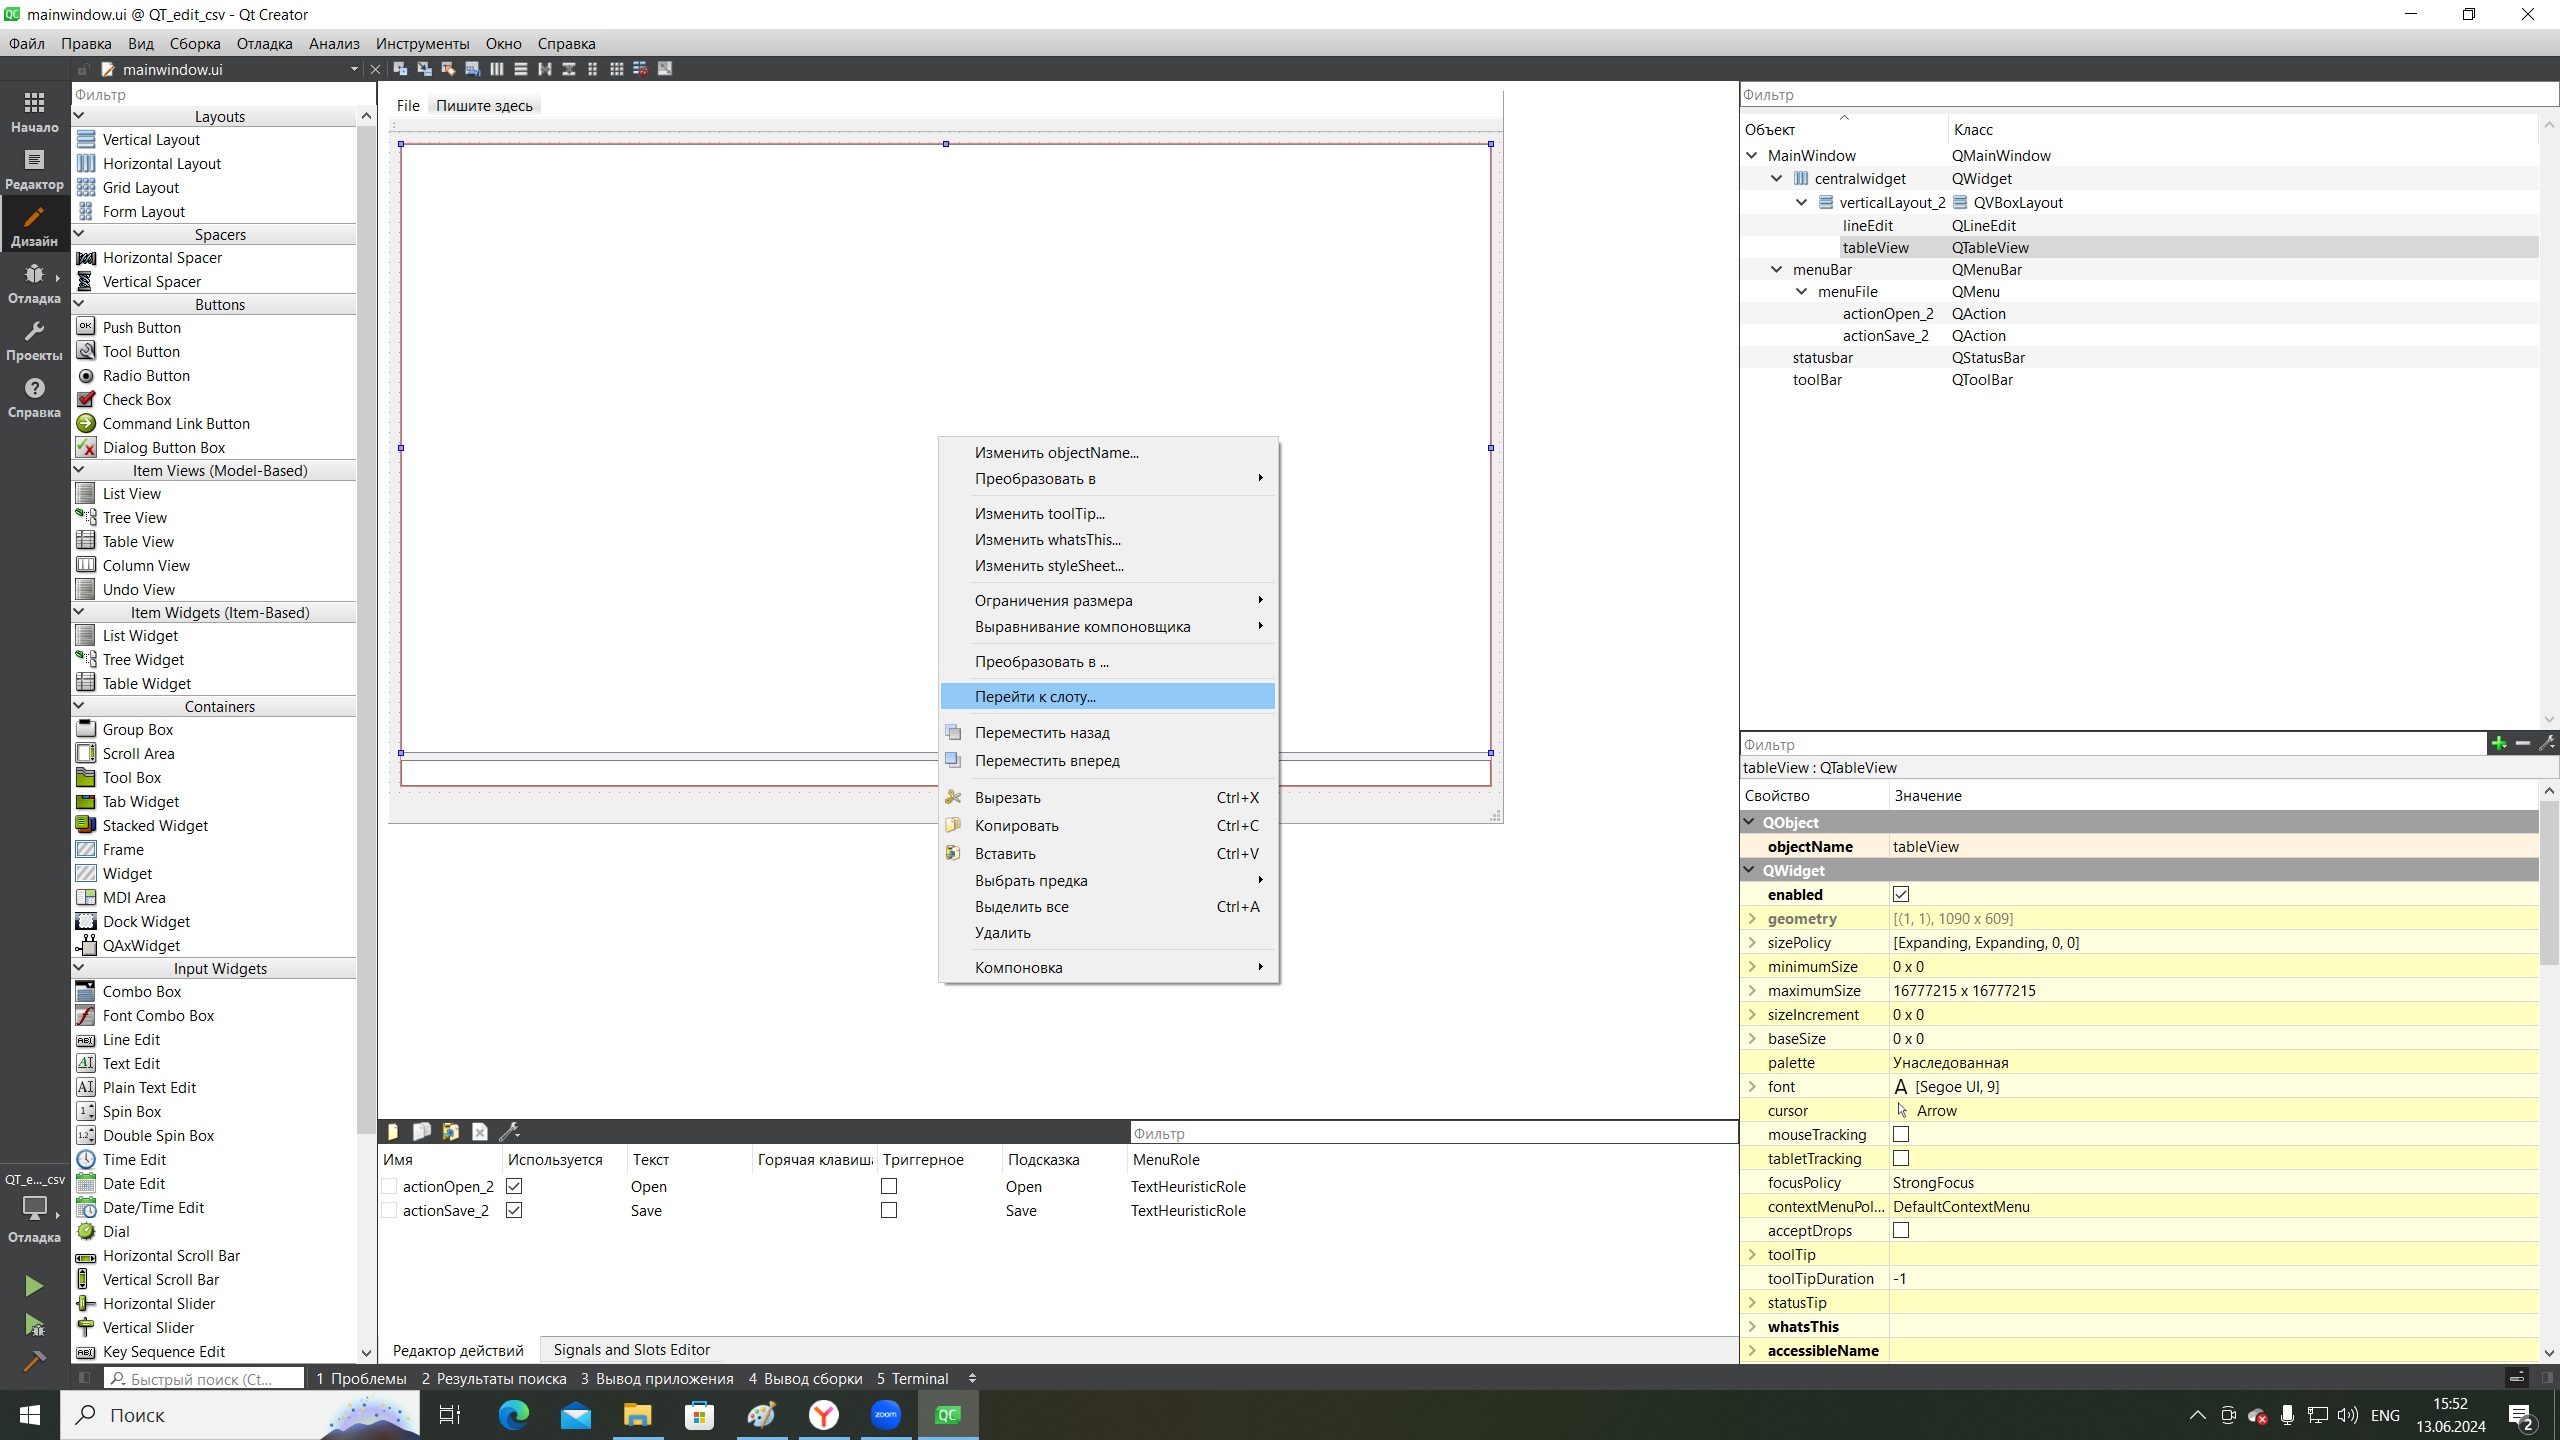 mainwindow.ui @ QT_edit_csv - Qt Creator
Файл Правка Вид Сборка Отладка Анализ Инструменты Окно Справка
mainwindow.ui
Начало
Редактор
Дизайн
Отладка
Проекты
Справка
QT_e..._csv
Отладка
Фильтр
Layouts
Vertical Layout
Horizontal Layout
Grid Layout
Form Layout
Spacers
Horizontal Spacer
Vertical Spacer
Buttons
Push Button
Tool Button
Radio Button
Check Box
Command Link Button
Dialog Button Box
Item Views (Model-Based)
List View
Tree View
Table View
Column View
Undo View
Item Widgets (Item-Based)
List Widget
Tree Widget
Table Widget
Containers
Group Box
Scroll Area
Tool Box
Tab Widget
Stacked Widget
Frame
Widget
MDI Area
Dock Widget
QAxWidget
Input Widgets
Combo Box
Font Combo Box
Line Edit
Text Edit
Plain Text Edit
Spin Box
Double Spin Box
Time Edit
Date Edit
Date/Time Edit
Dial
Horizontal Scroll Bar
Vertical Scroll Bar
Horizontal Slider
Vertical Slider
Key Sequence Edit
File Пишите здесь
Изменить objectName...
Преобразовать в
Изменить toolTip...
Изменить whatsThis...
Изменить styleSheet...
Ограничения размера
Выравнивание компоновщика
Преобразовать в ...
Перейти к слоту...
Переместить назад
Переместить вперед
Вырезать Ctrl+X
Копировать Ctrl+C
Вставить Ctrl+V
Выбрать предка
Выделить все Ctrl+A
Удалить
Компоновка
Фильтр
Имя Используется Текст Горячая клавиш Триггерное Подсказка MenuRole
actionOpen_2 Open Open TextHeuristicRole
actionSave_2 Save Save TextHeuristicRole
Редактор действий Signals and Slots Editor
Фильтр
Объект Класс
MainWindow QMainWindow
centralwidget QWidget
verticalLayout_2 QVBoxLayout
lineEdit QLineEdit
tableView QTableView
menuBar QMenuBar
menuFile QMenu
actionOpen_2 QAction
actionSave_2 QAction
statusbar QStatusBar
toolBar QToolBar
Фильтр
tableView : QTableView
Свойство Значение
QObject
objectName tableView
QWidget
enabled
geometry [(1, 1), 1090 x 609]
sizePolicy [Expanding, Expanding, 0, 0]
minimumSize 0 x 0
maximumSize 16777215 x 16777215
sizeIncrement 0 x 0
baseSize 0 x 0
palette Унаследованная
font A [Segoe UI, 9]
cursor Arrow
mouseTracking
tabletTracking
focusPolicy StrongFocus
contextMenuPol... DefaultContextMenu
acceptDrops
toolTip
toolTipDuration -1
statusTip
whatsThis
accessibleName
Быстрый поиск (Ct... 1 Проблемы 2 Результаты поиска 3 Вывод приложения 4 Вывод сборки 5 Terminal
Поиск
zoom
QC
ENG
15:52
13.06.2024
2